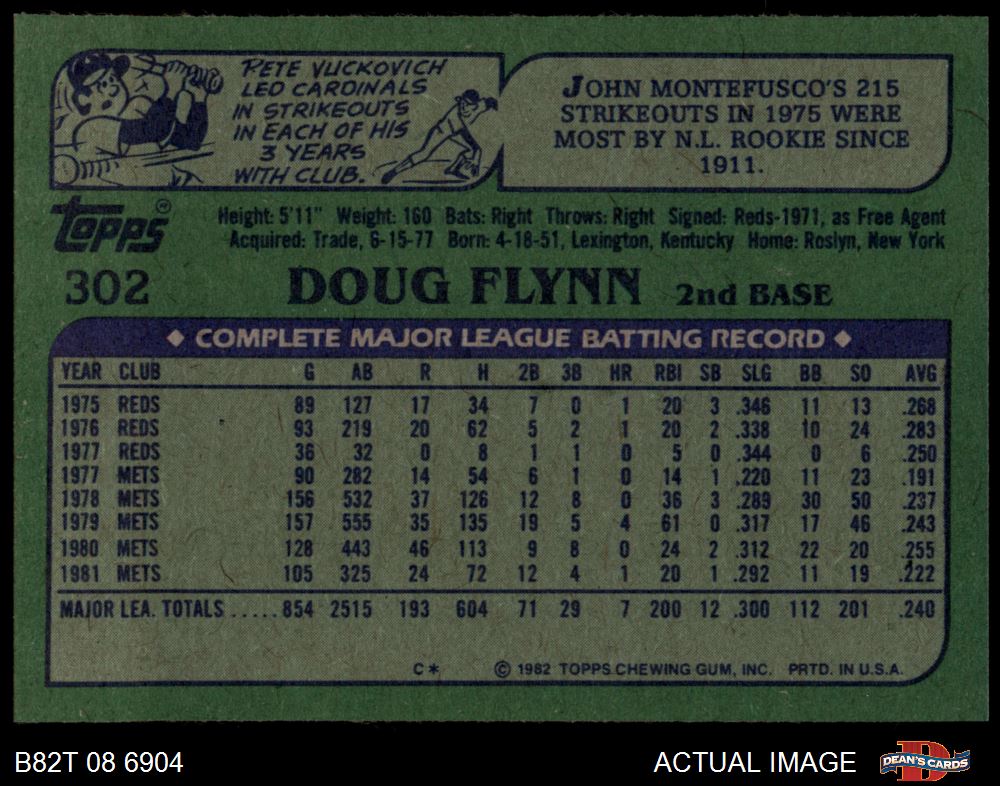 PETE VUCKOVICH
LED CARDINALS
IN STRIKEOUTS
IN EACH OF HIS
3 YEARS
WITH CLUB.
JOHN MONTEFUSCO'S 215
STRIKEOUTS IN 1975 WERE
MOST BY N.L. ROOKIE SINCE
1911.
topps®
Height: 5'11" Weight: 160 Bats: Right Throws: Right Signed: Reds-1971, as Free Agent
Acquired: Trade, 6-15-77 Born: 4-18-51, Lexington, Kentucky Home: Roslyn, New York
302 DOUG FLYNN 2nd BASE
◆ COMPLETE MAJOR LEAGUE BATTING RECORD ◆
YEAR CLUB G AB R H 2B 3B HR RBI SB SLG BB SO AVG
1975 REDS 89 127 17 34 7 0 1 20 3 .346 11 13 .268
1976 REDS 93 219 20 62 5 2 1 20 2 .338 10 24 .283
1977 REDS 36 32 0 8 1 1 0 5 0 .344 0 6 .250
1977 METS 90 282 14 54 6 1 0 14 1 .220 11 23 .191
1978 METS 156 532 37 126 12 8 0 36 3 .289 30 50 .237
1979 METS 157 555 35 135 19 5 4 61 0 .317 17 46 .243
1980 METS 128 443 46 113 9 8 0 24 2 .312 22 20 .255
1981 METS 105 325 24 72 12 4 1 20 1 .292 11 19 .222
MAJOR LEA. TOTALS .....854 2515 193 604 71 29 7 200 12 .300 112 201 .240
C* © 1982 TOPPS CHEWING GUM, INC. PRTD. IN U.S.A.
B82T 08 6904 ACTUAL IMAGE D DEAN'S CARDS